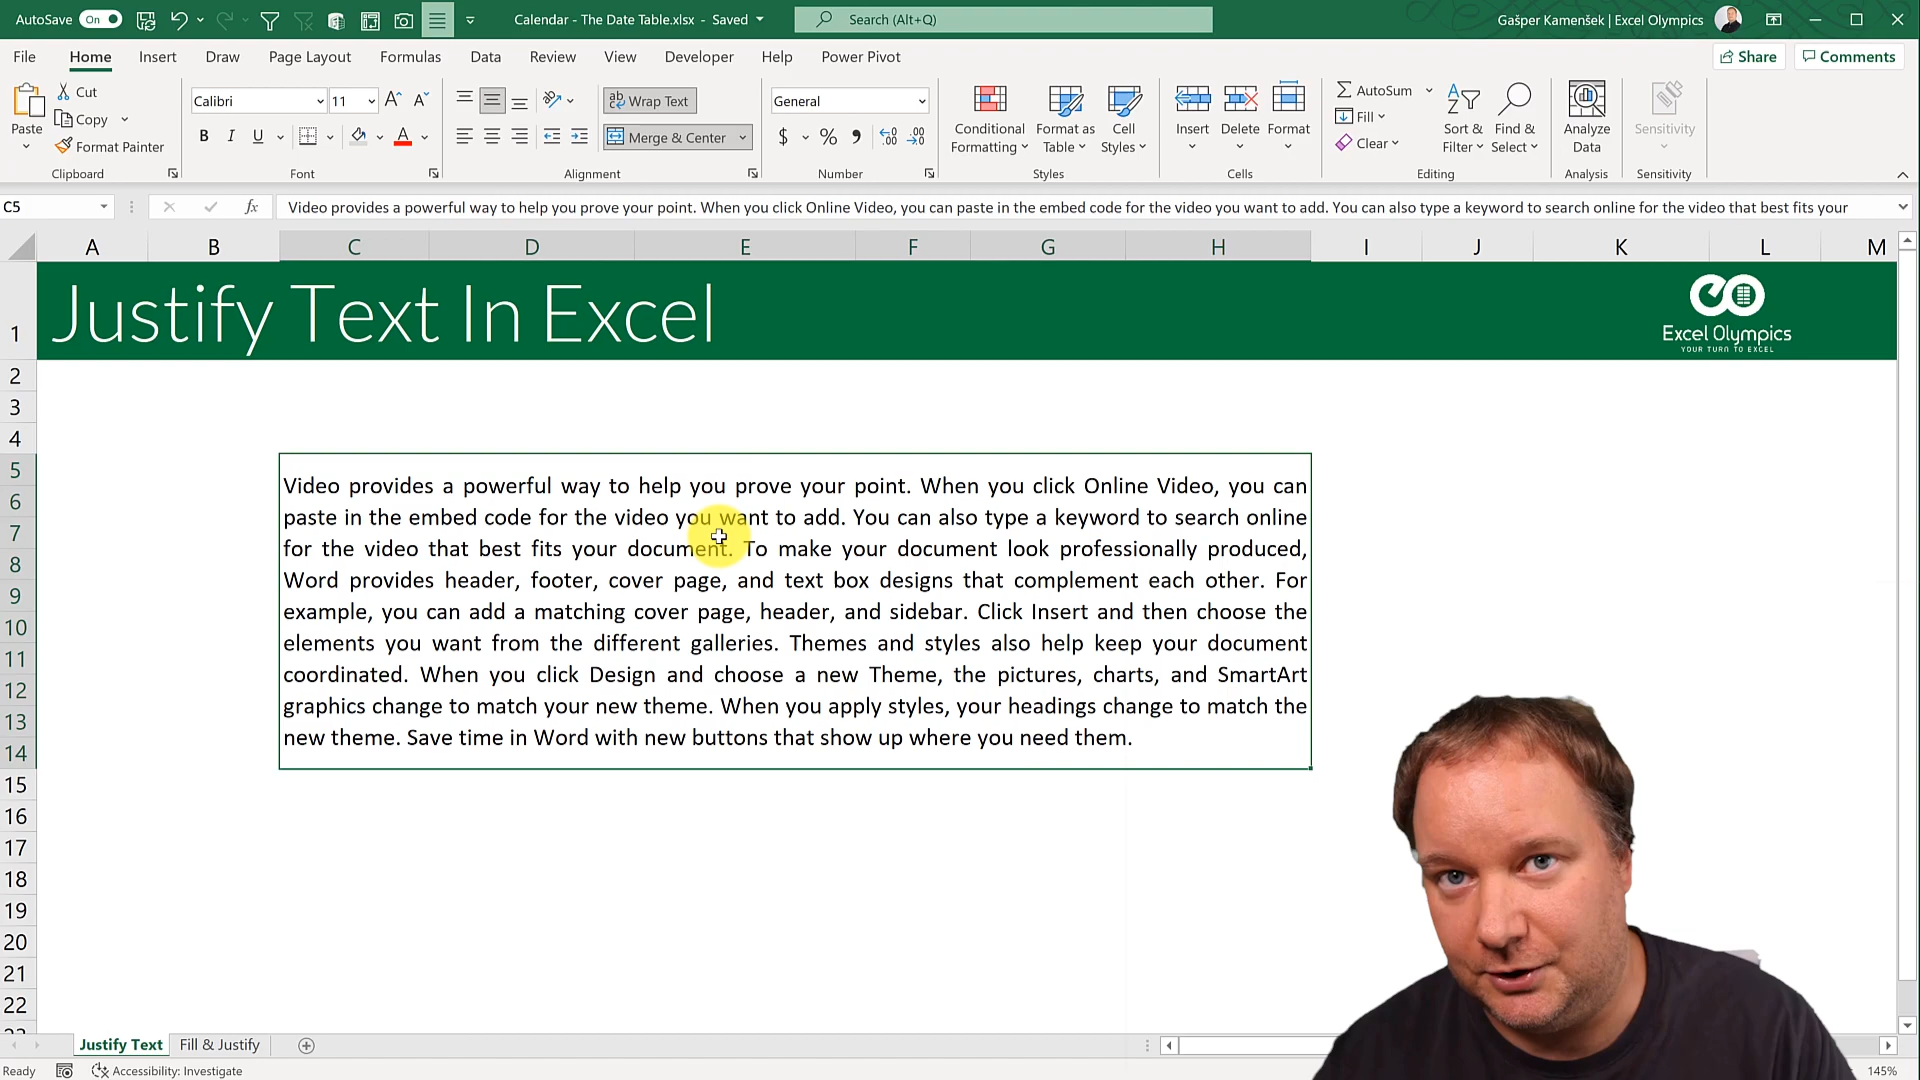 AutoSave On Calendar - The Date Table.xlsx - Saved Search (Alt+Q) Gašper Kamenšek | Excel Olympics
File Home Insert Draw Page Layout Formulas Data Review View Developer Help Power Pivot Share Comments
Paste Cut Copy Format Painter Clipboard
Calibri 11 B I U A Font
Wrap Text Merge & Center Alignment
General $ % Number
Conditional Formatting Format as Table Cell Styles Styles
Insert Delete Format Cells
AutoSum Fill Clear Sort & Filter Find & Select Editing
Analyze Data Analysis
Sensitivity Sensitivity
C5 fx Video provides a powerful way to help you prove your point. When you click Online Video, you can paste in the embed code for the video you want to add. You can also type a keyword to search online for the video that best fits your
A B C D E F G H I J K L M
1 Justify Text In Excel
Excel Olympics
YOUR TURN TO EXCEL
2
3
4
5
Video provides a powerful way to help you prove your point. When you click Online Video, you can
6
paste in the embed code for the video you want to add. You can also type a keyword to search online
7
for the video that best fits your document. To make your document look professionally produced,
8
Word provides header, footer, cover page, and text box designs that complement each other. For
9
example, you can add a matching cover page, header, and sidebar. Click Insert and then choose the
10
elements you want from the different galleries. Themes and styles also help keep your document
11
coordinated. When you click Design and choose a new Theme, the pictures, charts, and SmartArt
12
graphics change to match your new theme. When you apply styles, your headings change to match the
13
new theme. Save time in Word with new buttons that show up where you need them.
14
15
16
17
18
19
20
21
22
Justify Text Fill & Justify
Ready Accessibility: Investigate 145%